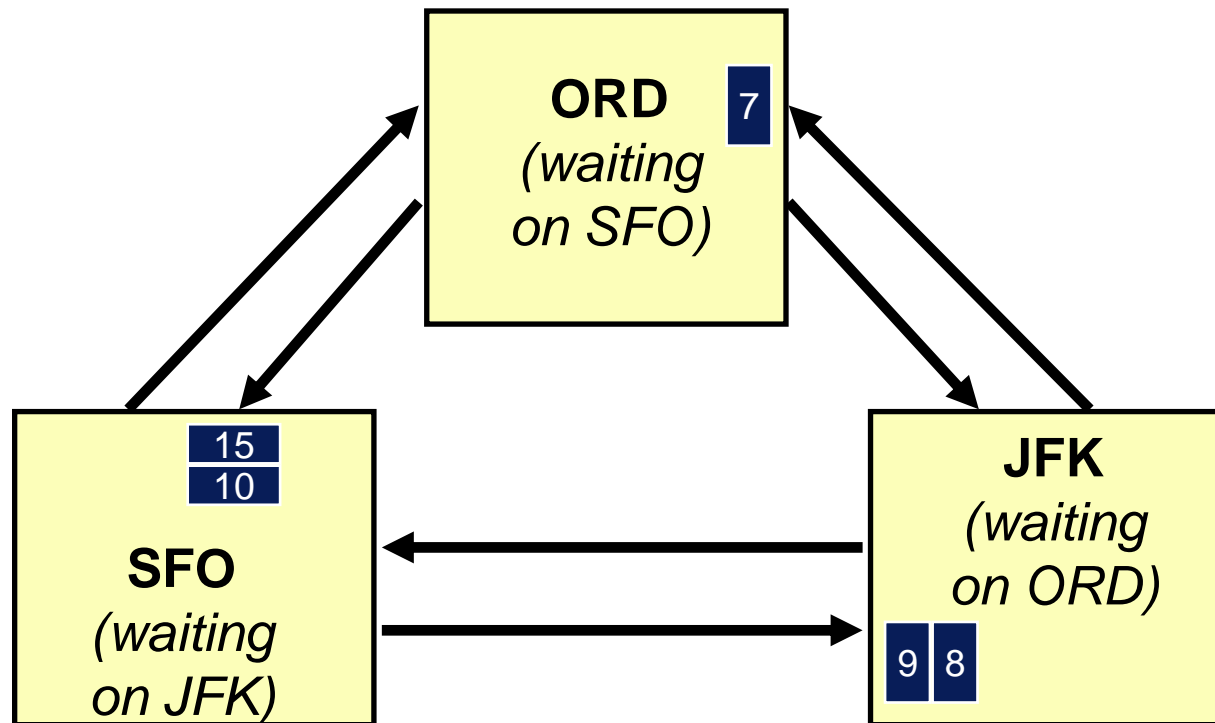 ORD
(waiting
on SFO)
7
15
10
SFO
(waiting
on JFK)
JFK
(waiting
on ORD)
9 8